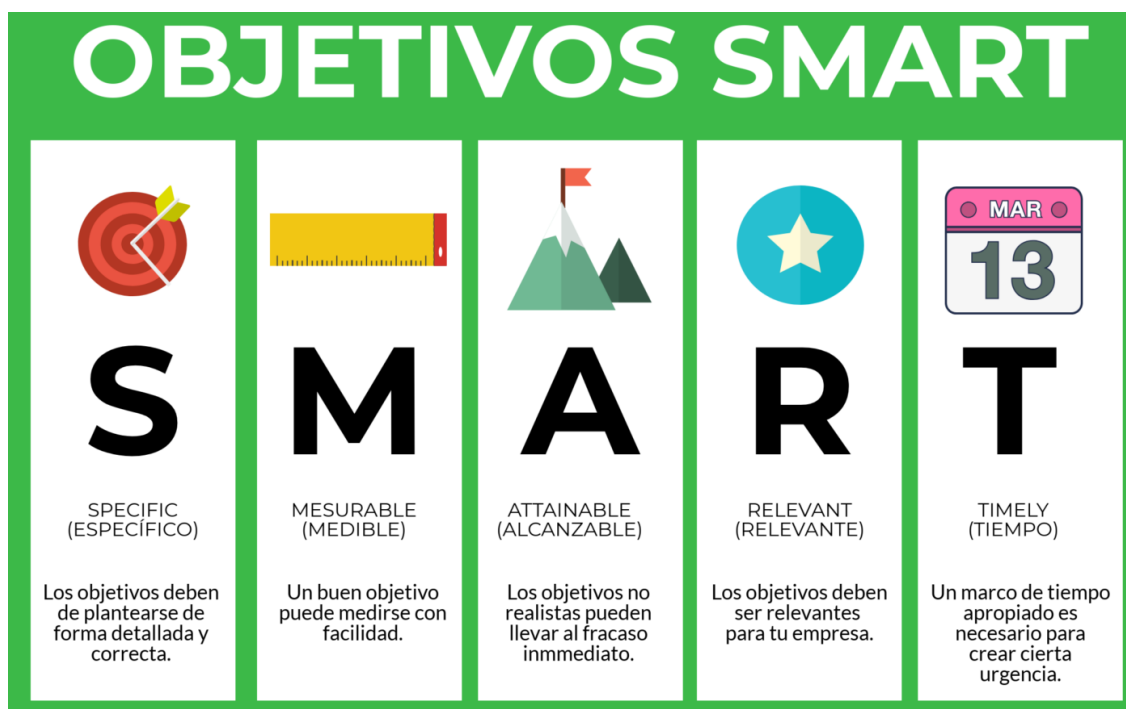 OBJETIVOS SMART
S
SPECIFIC
(ESPECÍFICO)
Los objetivos deben
de plantearse de
forma detallada y
correcta.
M
MESURABLE
(MEDIBLE)
Un buen objetivo
puede medirse con
facilidad.
A
ATTAINABLE
(ALCANZABLE)
Los objetivos no
realistas pueden
llevar al fracaso
inmmediato.
R
RELEVANT
(RELEVANTE)
Los objetivos deben
ser relevantes
para tu empresa.
MAR
13
T
TIMELY
(TIEMPO)
Un marco de tiempo
apropiado es
necesario para
crear cierta
urgencia.